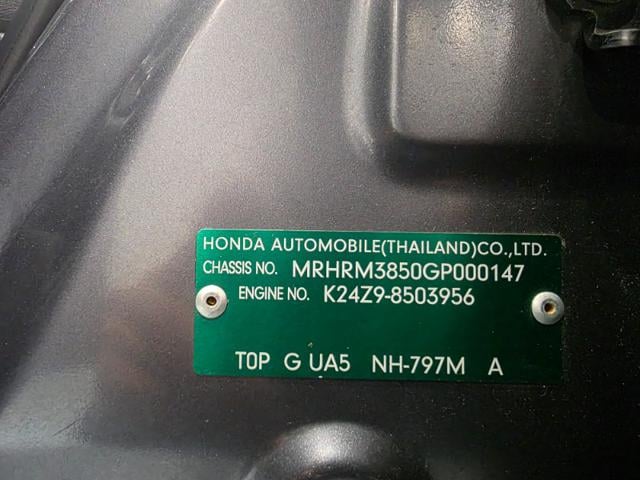 HONDA AUTOMOBILE(THAILAND)CO.,LTD.
CHASSIS NO. MRHRM3850GP000147
ENGINE NO. K24Z9-8503956
T0P G UA5 NH-797M A